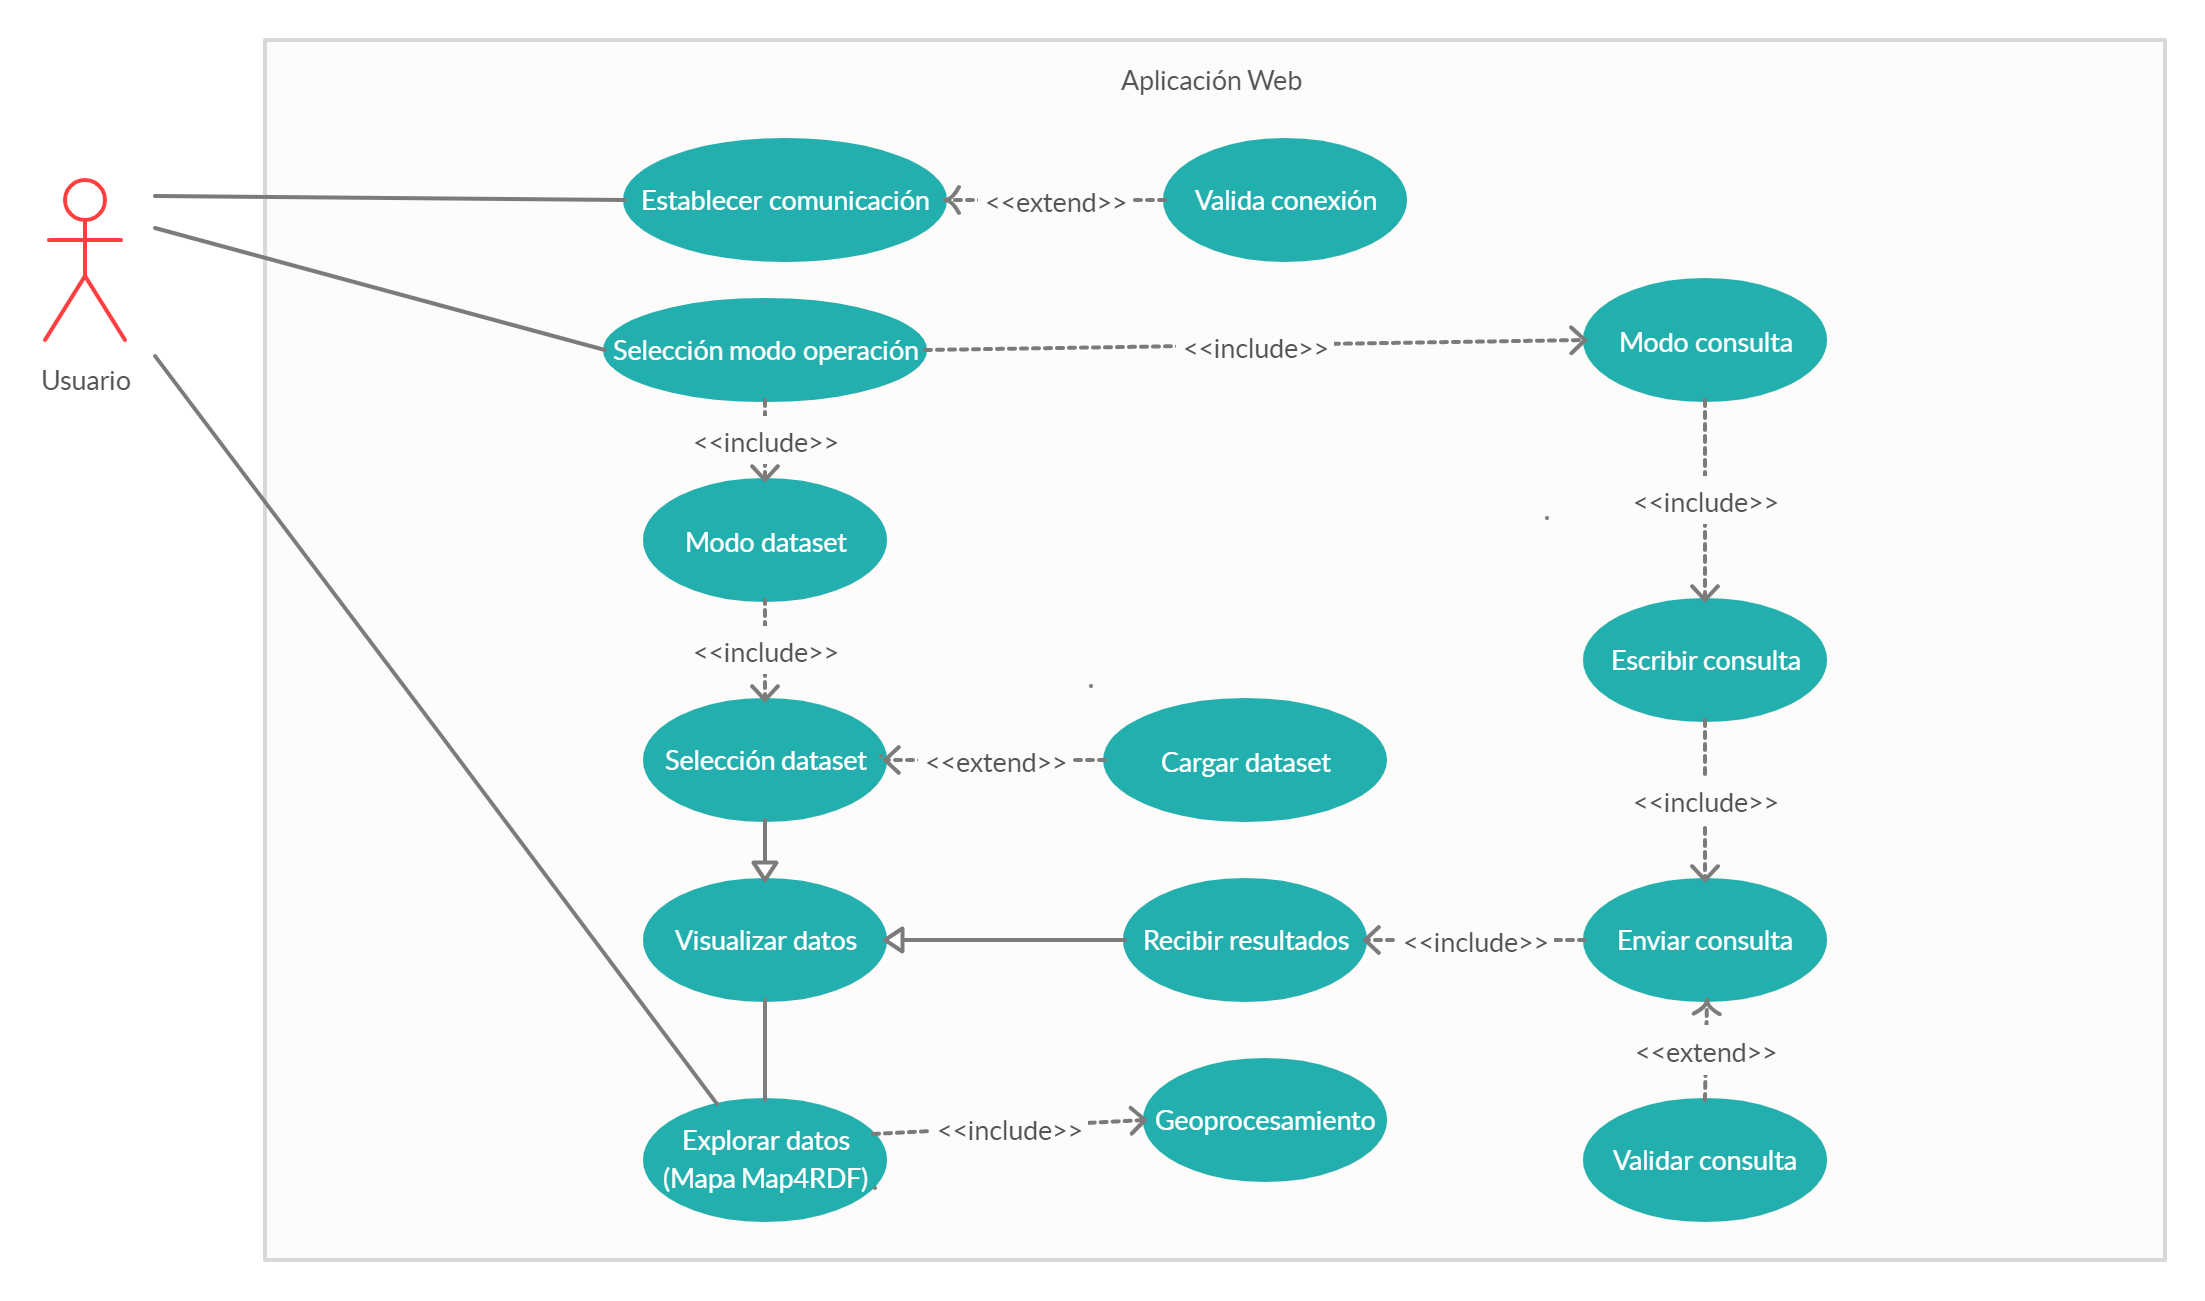 Aplicación Web
Establecer comunicación
<<extend>>
Valida conexión
Usuario
Selección modo operación
<<include>>
Modo consulta
<<include>>
Modo dataset
<<include>>
<<include>>
Escribir consulta
Selección dataset
<<extend>>
Cargar dataset
<<include>>
Visualizar datos
Recibir resultados
<<include>>
Enviar consulta
<<extend>>
Explorar datos
(Mapa Map4RDF)
<<include>>
Geoprocesamiento
Validar consulta